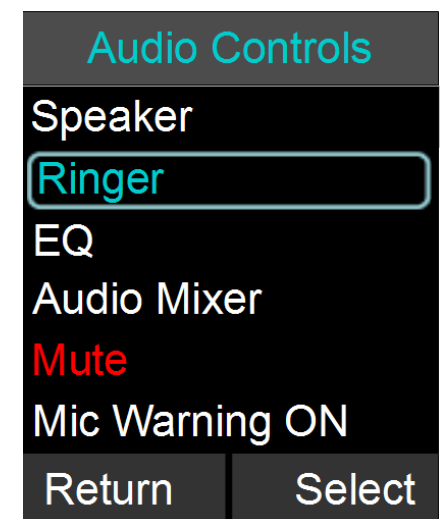 Audio Controls
Speaker
Ringer
EQ
Audio Mixer
Mute
Mic Warning ON
Return Select